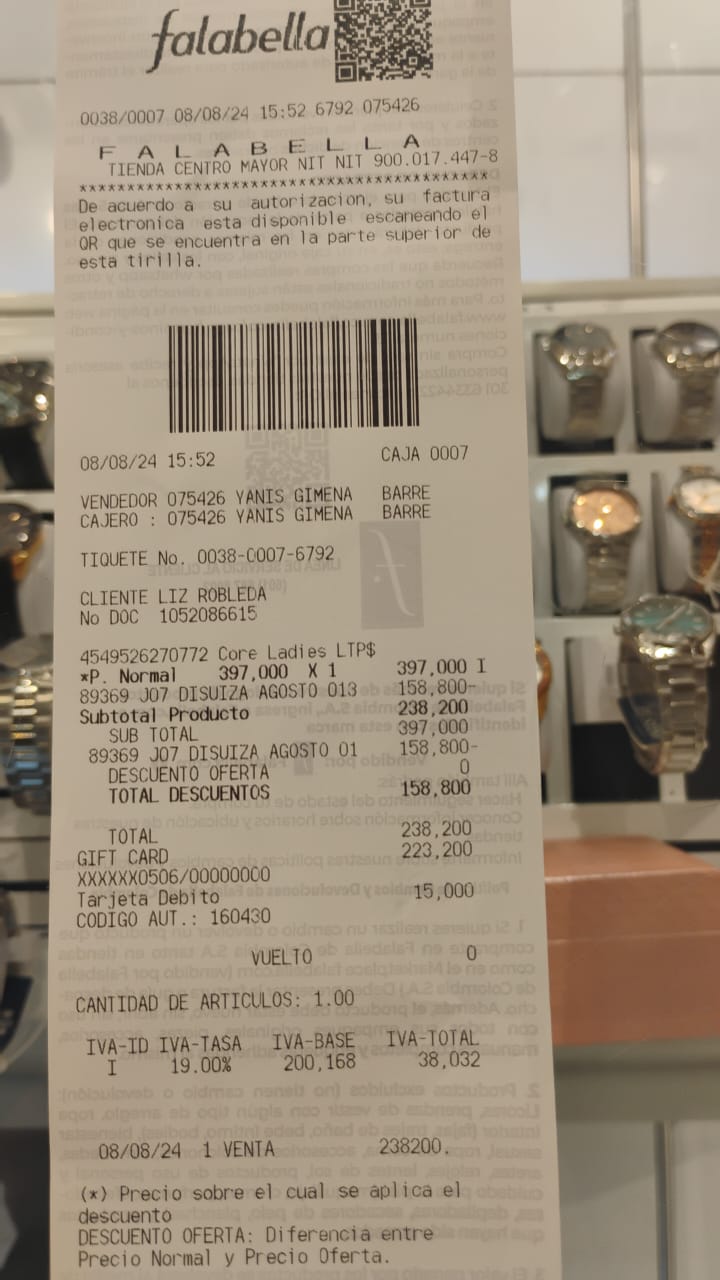 falabella
0038/0007 08/08/24 15:52 6792 075426
F A L A B E L L A
TIENDA CENTRO MAYOR NIT NIT 900.017.447-8
*******************************************
De acuerdo a su autorizacion, su factura
electronica esta disponible escaneando el
QR que se encuentra en la parte superior de
esta tirilla.
08/08/24 15:52 CAJA 0007
VENDEDOR 075426 YANIS GIMENA BARRE
CAJERO : 075426 YANIS GIMENA BARRE
TIQUETE No. 0038-0007-6792
CLIENTE LIZ ROBLEDA
No DOC 1052086615
4549526270772 Core Ladies LTP$
*P. Normal 397,000 X 1 397,000 I
89369 J07 DISUIZA AGOSTO 013 158,800-
Subtotal Producto 238,200
SUB TOTAL 397,000
89369 J07 DISUIZA AGOSTO 01 158,800-
DESCUENTO OFERTA 0
TOTAL DESCUENTOS 158,800
TOTAL 238,200
GIFT CARD 223,200
XXXXXX0506/00000000
Tarjeta Debito 15,000
CODIGO AUT.: 160430
VUELTO 0
CANTIDAD DE ARTICULOS: 1.00
IVA-ID IVA-TASA IVA-BASE IVA-TOTAL
I 19.00% 200,168 38,032
08/08/24 1 VENTA 238200.
(*) Precio sobre el cual se aplica el
descuento
DESCUENTO OFERTA: Diferencia entre
Precio Normal y Precio Oferta.